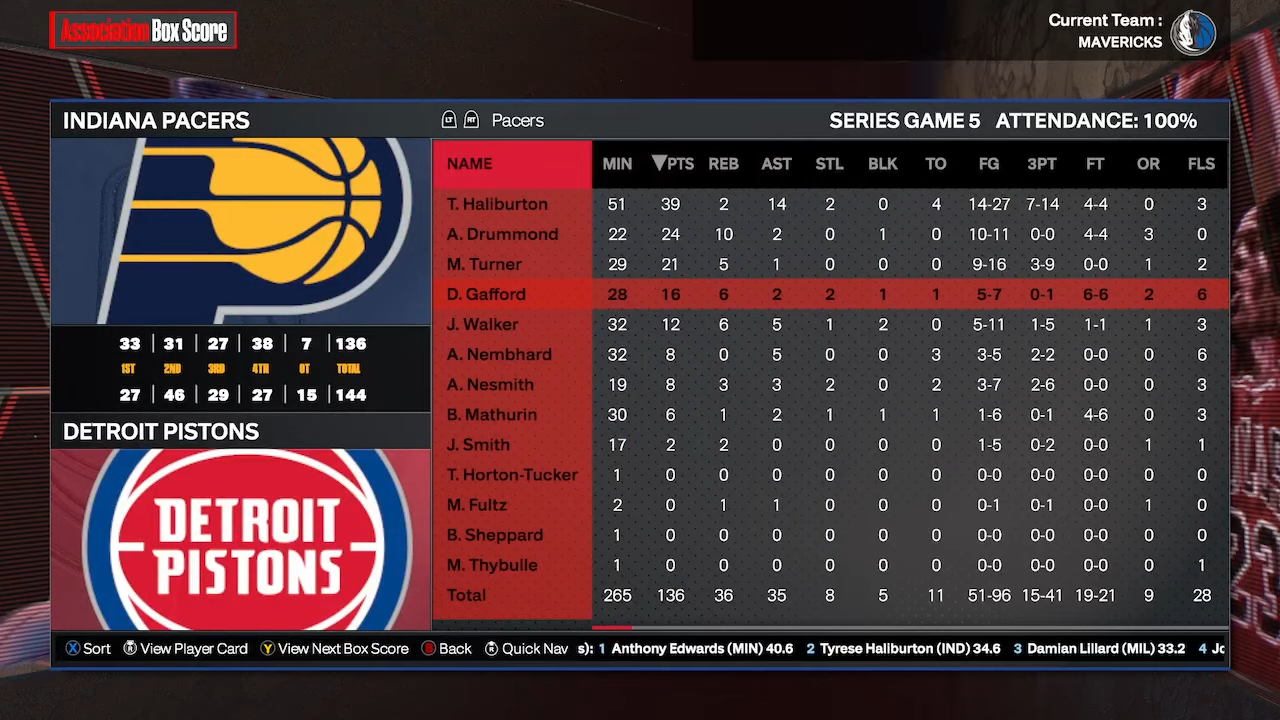 Association Box Score
Current Team :
MAVERICKS
INDIANA PACERS
LT RT Pacers
SERIES GAME 5 ATTENDANCE: 100%
NAME MIN PTS REB AST STL BLK TO FG 3PT FT OR FLS
T. Haliburton 51 39 2 14 2 0 4 14-27 7-14 4-4 0 3
A. Drummond 22 24 10 2 0 1 0 10-11 0-0 4-4 3 0
M. Turner 29 21 5 1 0 0 0 9-16 3-9 0-0 1 2
D. Gafford 28 16 6 2 2 1 1 5-7 0-1 6-6 2 6
J. Walker 32 12 6 5 1 2 0 5-11 1-5 1-1 1 3
A. Nembhard 32 8 0 5 0 0 3 3-5 2-2 0-0 0 6
A. Nesmith 19 8 3 3 2 0 2 3-7 2-6 0-0 0 3
B. Mathurin 30 6 1 2 1 1 1 1-6 0-1 4-6 0 3
J. Smith 17 2 2 0 0 0 0 1-5 0-2 0-0 1 1
T. Horton-Tucker 1 0 0 0 0 0 0 0-0 0-0 0-0 0 0
M. Fultz 2 0 1 1 0 0 0 0-1 0-1 0-0 1 0
B. Sheppard 1 0 0 0 0 0 0 0-0 0-0 0-0 0 0
M. Thybulle 1 0 0 0 0 0 0 0-0 0-0 0-0 0 1
Total 265 136 36 35 8 5 11 51-96 15-41 19-21 9 28
33 31 27 38 7 136
1ST 2ND 3RD 4TH OT TOTAL
27 46 29 27 15 144
DETROIT PISTONS
DETROIT
PISTONS
X Sort R View Player Card Y View Next Box Score B Back R Quick Nav s): 1 Anthony Edwards (MIN) 40.6 2 Tyrese Haliburton (IND) 34.6 3 Damian Lillard (MIL) 33.2 4